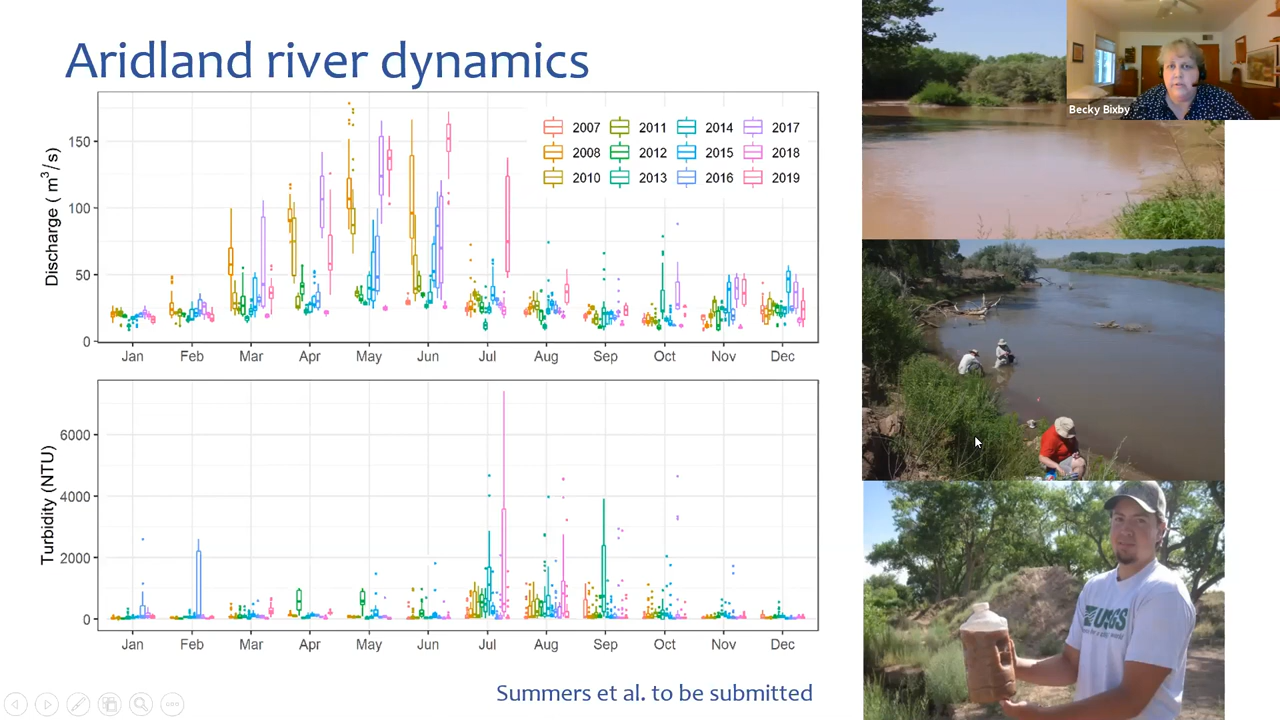 Aridland river dynamics
Becky Bixby
Discharge ( m³/s)
150
100
50
0
2007 2011 2014 2017
2008 2012 2015 2018
2010 2013 2016 2019
Jan Feb Mar Apr May Jun Jul Aug Sep Oct Nov Dec
Turbidity (NTU)
6000
4000
2000
0
Jan Feb Mar Apr May Jun Jul Aug Sep Oct Nov Dec
USGS
Summers et al. to be submitted